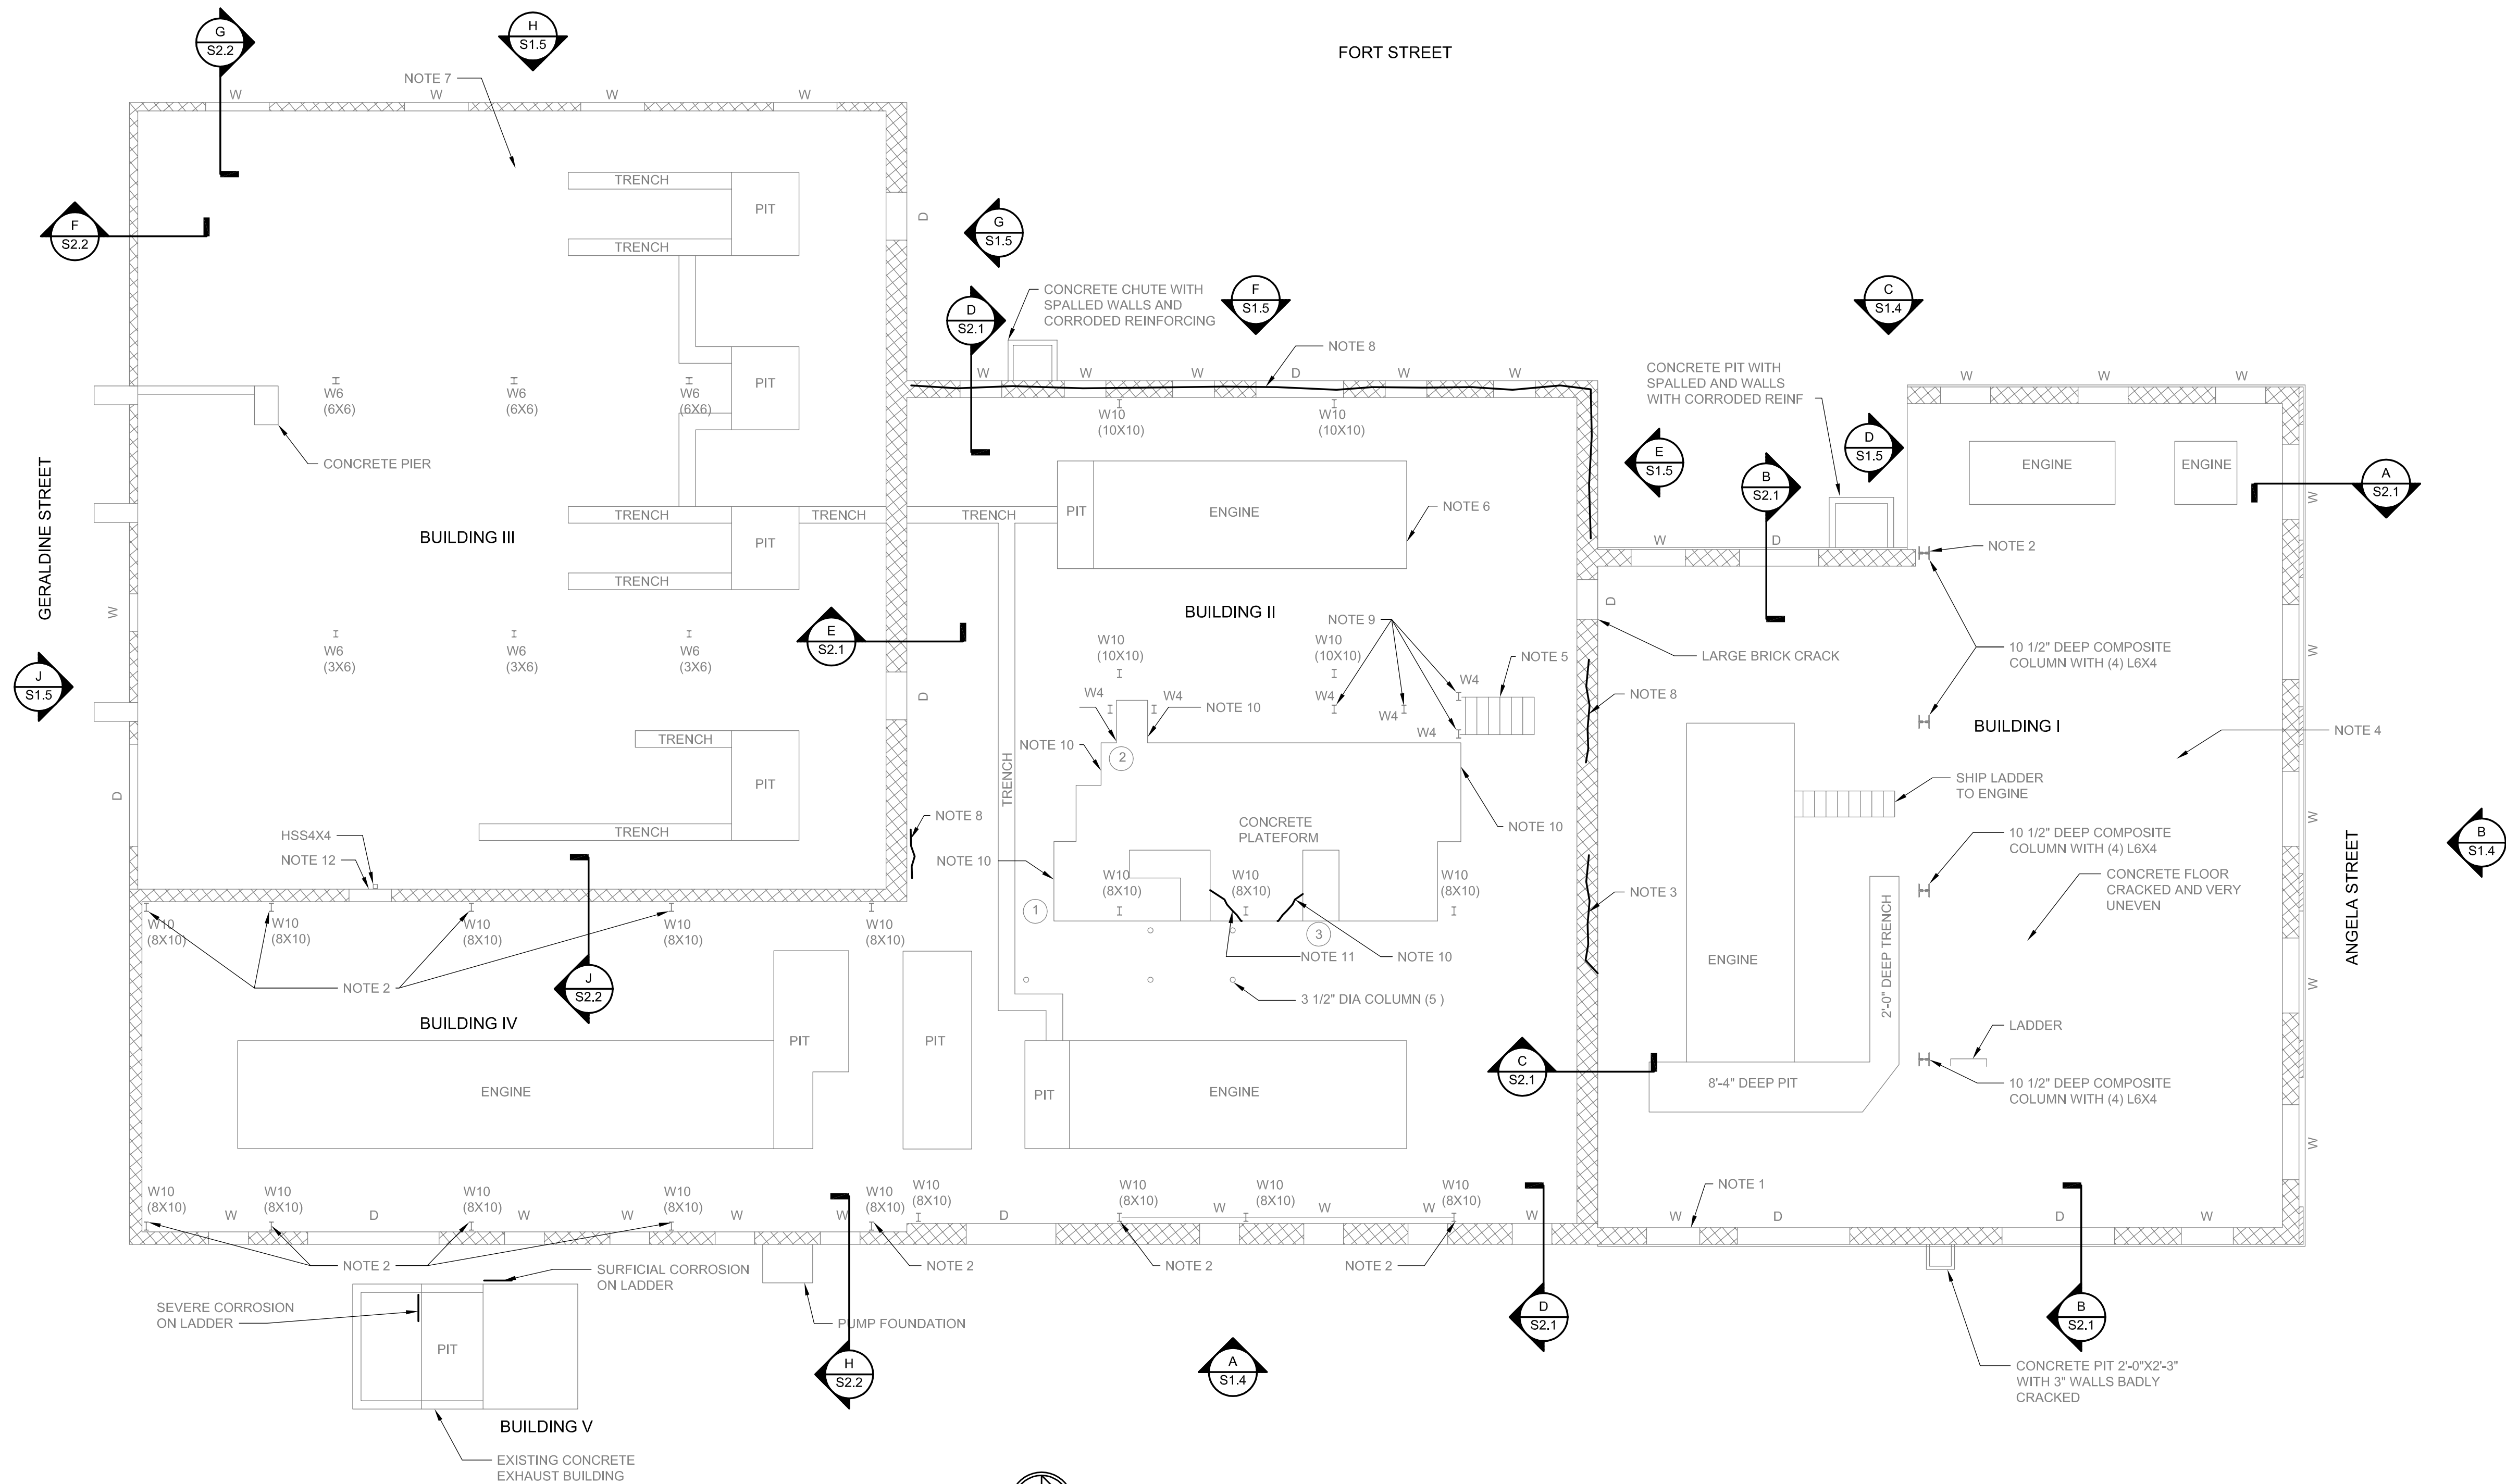 FORT STREET
G
S2.2
H
S1.5
NOTE 7
W
W
W
W
TRENCH
PIT
TRENCH
D
F
S2.2
G
S1.5
D
S2.1
CONCRETE CHUTE WITH
SPALLED WALLS AND
CORRODED REINFORCING
F
S1.5
C
S1.4
NOTE 8
W
W
W
D
W
W
CONCRETE PIT WITH
SPALLED AND WALLS
WITH CORRODED REINF
W
W
W
W6
(6X6)
W6
(6X6)
W6
(6X6)
PIT
W10
(10X10)
W10
(10X10)
CONCRETE PIER
E
S1.5
D
S1.5
B
S2.1
ENGINE
ENGINE
A
S2.1
W
GERALDINE STREET
TRENCH
TRENCH
TRENCH
PIT
ENGINE
NOTE 6
BUILDING III
PIT
TRENCH
W
D
NOTE 2
W
W6
(3X6)
W6
(3X6)
W6
(3X6)
E
S2.1
BUILDING II
NOTE 9
D
W10
(10X10)
W10
(10X10)
NOTE 5
LARGE BRICK CRACK
10 1/2" DEEP COMPOSITE
COLUMN WITH (4) L6X4
W
J
S1.5
D
W4
W4
NOTE 10
W4
W4
W4
W4
NOTE 8
BUILDING I
NOTE 4
TRENCH
PIT
NOTE 10
2
TRENCH
D
SHIP LADDER
TO ENGINE
W
TRENCH
NOTE 8
CONCRETE
PLATEFORM
NOTE 10
HSS4X4
NOTE 12
NOTE 10
10 1/2" DEEP COMPOSITE
COLUMN WITH (4) L6X4
B
S1.4
ANGELA STREET
W10
(8X10)
W10
(8X10)
W10
(8X10)
NOTE 3
CONCRETE FLOOR
CRACKED AND VERY
UNEVEN
1
3
W10
(8X10)
W10
(8X10)
W10
(8X10)
W10
(8X10)
W10
(8X10)
NOTE 11
NOTE 10
ENGINE
2'-0" DEEP TRENCH
W
NOTE 2
J
S2.2
3 1/2" DIA COLUMN (5 )
BUILDING IV
PIT
PIT
LADDER
ENGINE
PIT
ENGINE
C
S2.1
8'-4" DEEP PIT
10 1/2" DEEP COMPOSITE
COLUMN WITH (4) L6X4
W
W10
(8X10)
W10
(8X10)
W10
(8X10)
W10
(8X10)
W10
(8X10)
W10
(8X10)
W10
(8X10)
W10
(8X10)
W10
(8X10)
NOTE 1
W
D
W
W
W
W
D
W
W
W
W
W
D
D
W
NOTE 2
NOTE 2
NOTE 2
NOTE 2
SURFICIAL CORROSION
ON LADDER
SEVERE CORROSION
ON LADDER
PUMP FOUNDATION
D
S2.1
B
S2.1
PIT
H
S2.2
A
S1.4
CONCRETE PIT 2'-0"X2'-3"
WITH 3" WALLS BADLY
CRACKED
BUILDING V
EXISTING CONCRETE
EXHAUST BUILDING